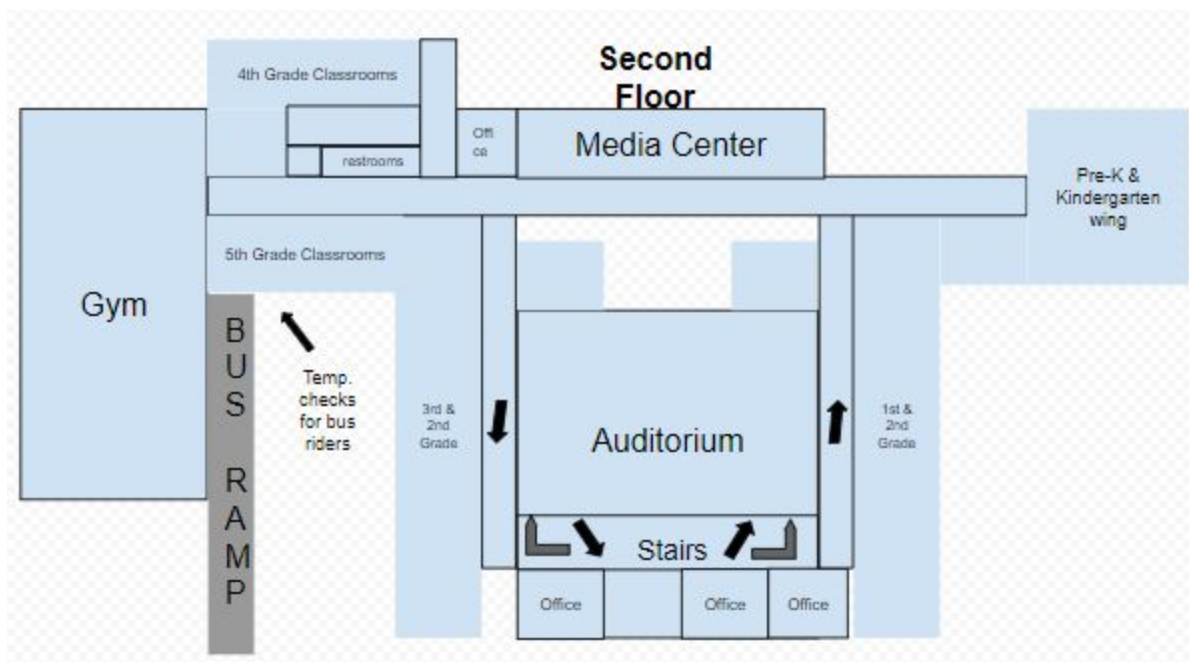 Second
Floor
4th Grade Classrooms
Offi
ce
Media Center
restrooms
Pre-K &
Kindergarten
wing
5th Grade Classrooms
Gym
B
U
S
R
A
M
P
Temp.
checks
for bus
riders
3rd &
2nd
Grade
Auditorium
1st &
2nd
Grade
Stairs
Office
Office
Office